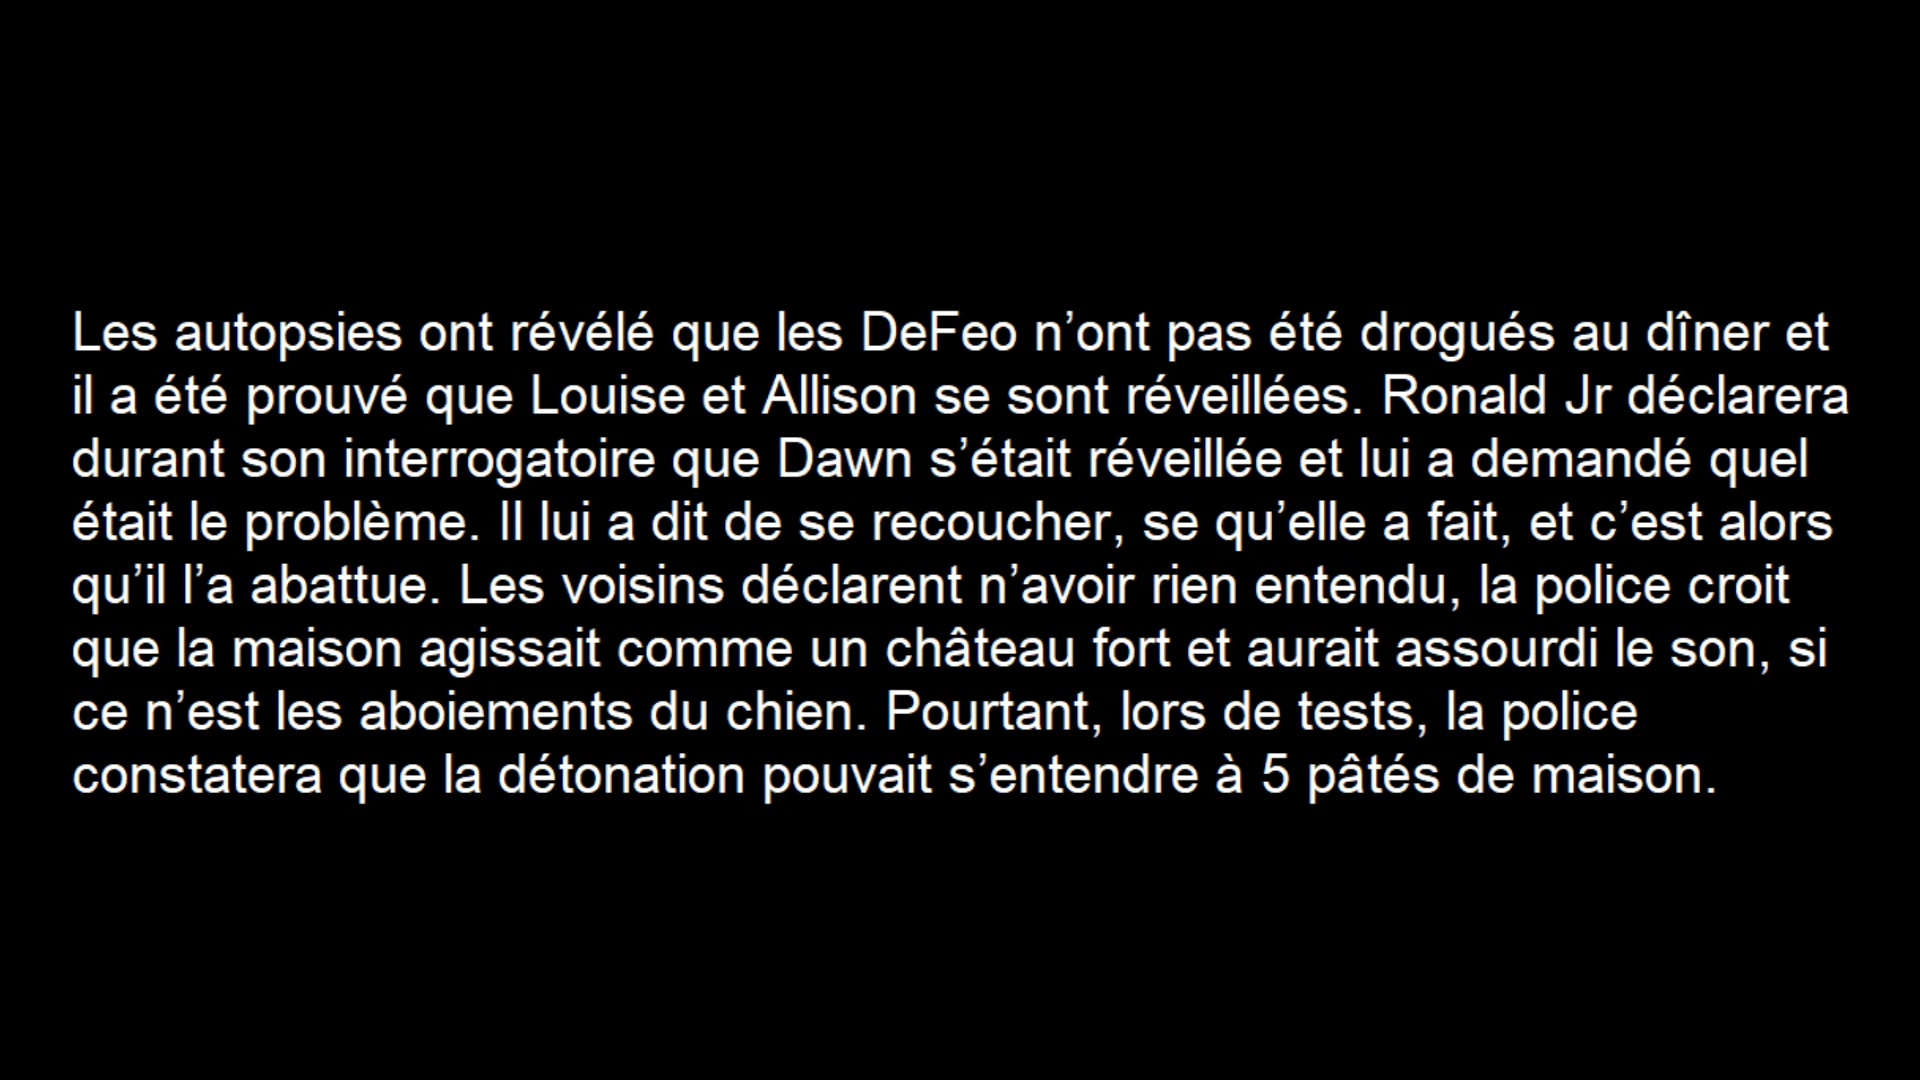 Les autopsies ont révélé que les DeFeo n’ont pas été drogués au dîner et
il a été prouvé que Louise et Allison se sont réveillées. Ronald Jr déclarera
durant son interrogatoire que Dawn s’était réveillée et lui a demandé quel
était le problème. Il lui a dit de se recoucher, se qu’elle a fait, et c’est alors
qu’il l’a abattue. Les voisins déclarent n’avoir rien entendu, la police croit
que la maison agissait comme un château fort et aurait assourdi le son, si
ce n’est les aboiements du chien. Pourtant, lors de tests, la police
constatera que la détonation pouvait s’entendre à 5 pâtés de maison.